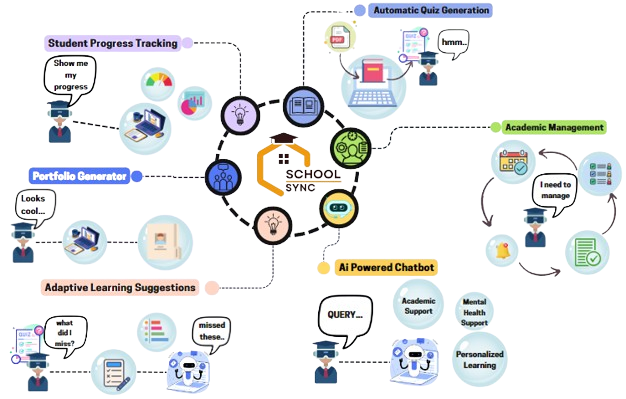 Automatic Quiz Generation
PDF
hmm..
Student Progress Tracking
Show me
my
progress
Academic Management
I need to
manage
SCHOOL
SYNC
Portfolio Generator
Looks
cool...
Adaptive Learning Suggestions
what
did I
miss?
missed
these..
Ai Powered Chatbot
QUERY...
Academic
Support
Mental
Health
Support
Personalized
Learning